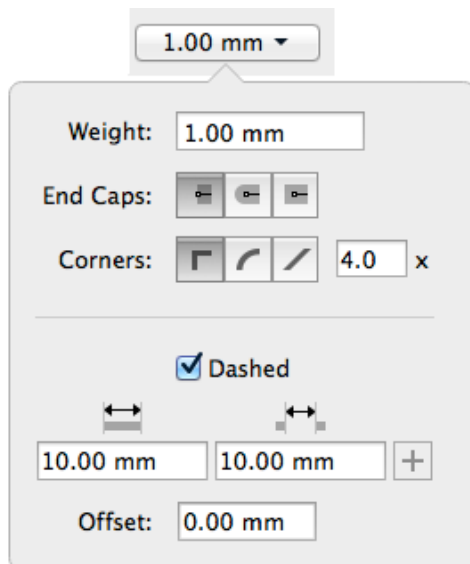 1.00 mm
Weight: 1.00 mm
End Caps:
Corners: 4.0 x
Dashed
10.00 mm 10.00 mm
Offset: 0.00 mm